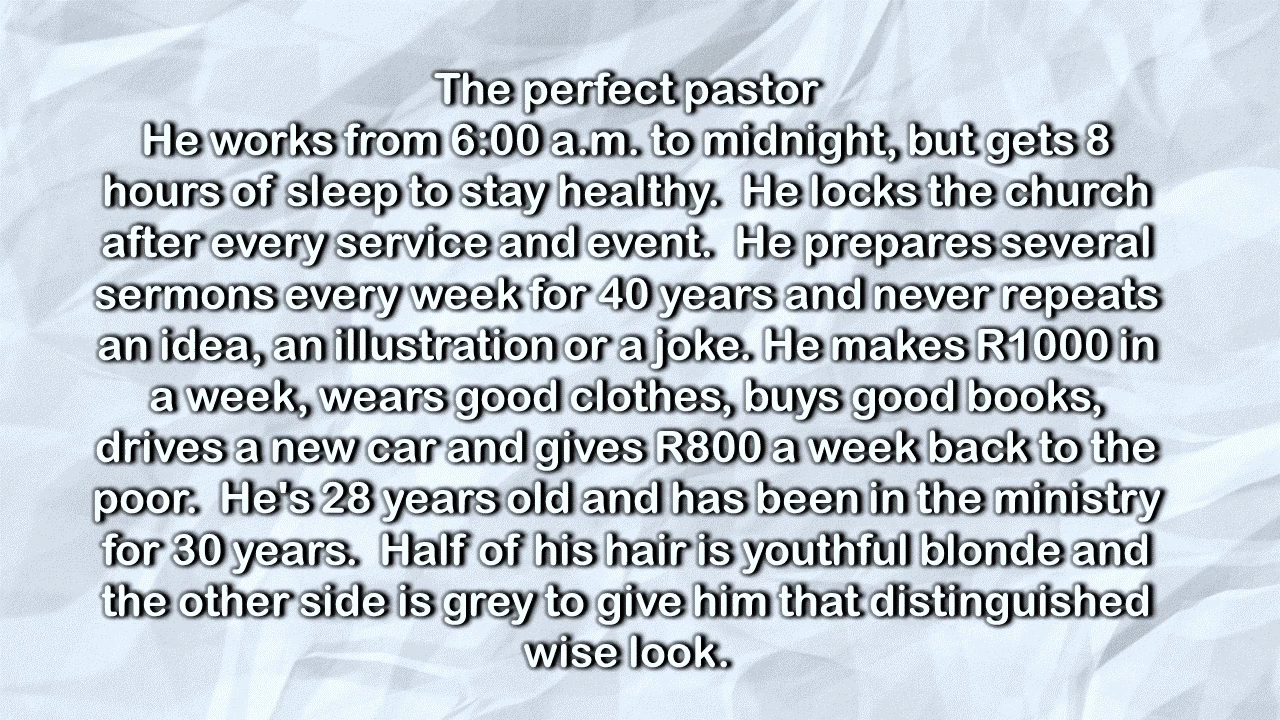 The perfect pastor
He works from 6:00 a.m. to midnight, but gets 8
hours of sleep to stay healthy.  He locks the church
after every service and event.  He prepares several
sermons every week for 40 years and never repeats
an idea, an illustration or a joke. He makes R1000 in
a week, wears good clothes, buys good books,
drives a new car and gives R800 a week back to the
poor.  He's 28 years old and has been in the ministry
for 30 years.  Half of his hair is youthful blonde and
the other side is grey to give him that distinguished
wise look.